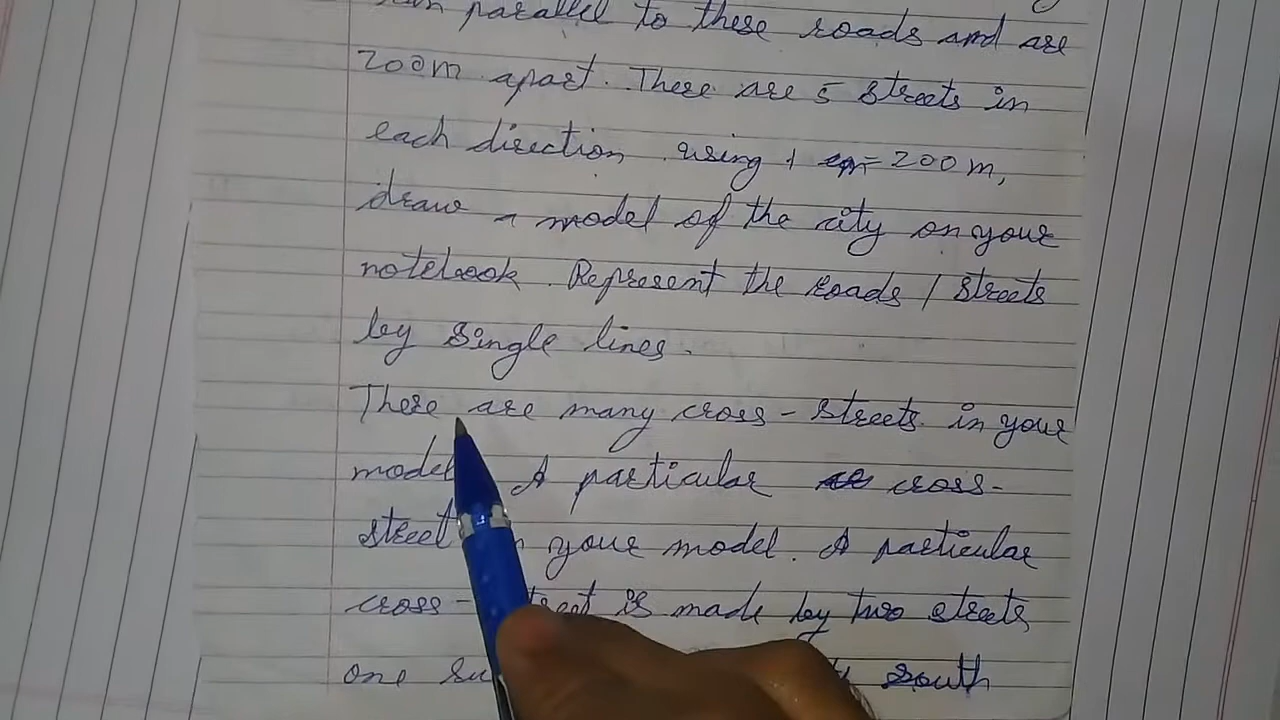 parallel to these roads and are
200m apart. There are 5 streets in
each direction. using 1 cm = 200 m,
draw a model of the city on your
notebook. Represent the roads / streets
by single lines.
There are many cross - streets in your
model. A particular cross-
street your model. A particular
cross - street is made by two streets
one south